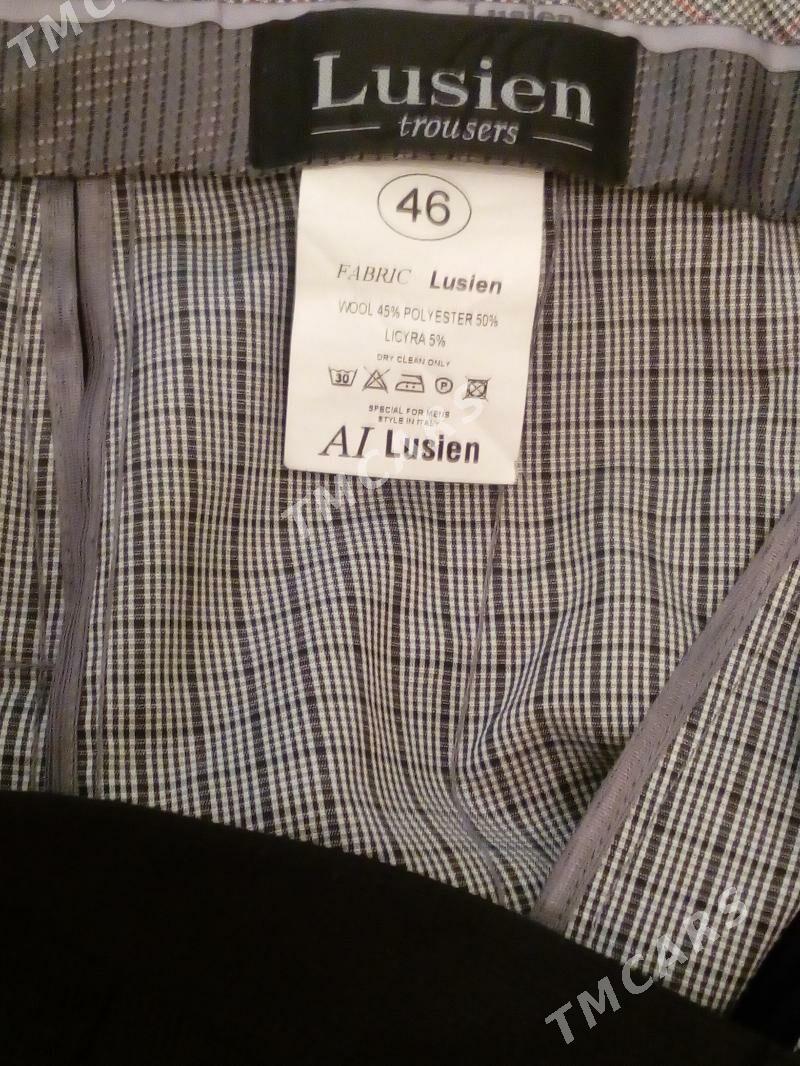 TMCARS
Lusien
Lusien
trousers
46
FABRIC Lusien
WOOL 45% POLYESTER 50%
LICYRA 5%
DRY CLEAN ONLY
30
P
SPECIAL FOR MENS
STYLE IN ITALY
AI Lusien
TMCARS
TMCARS